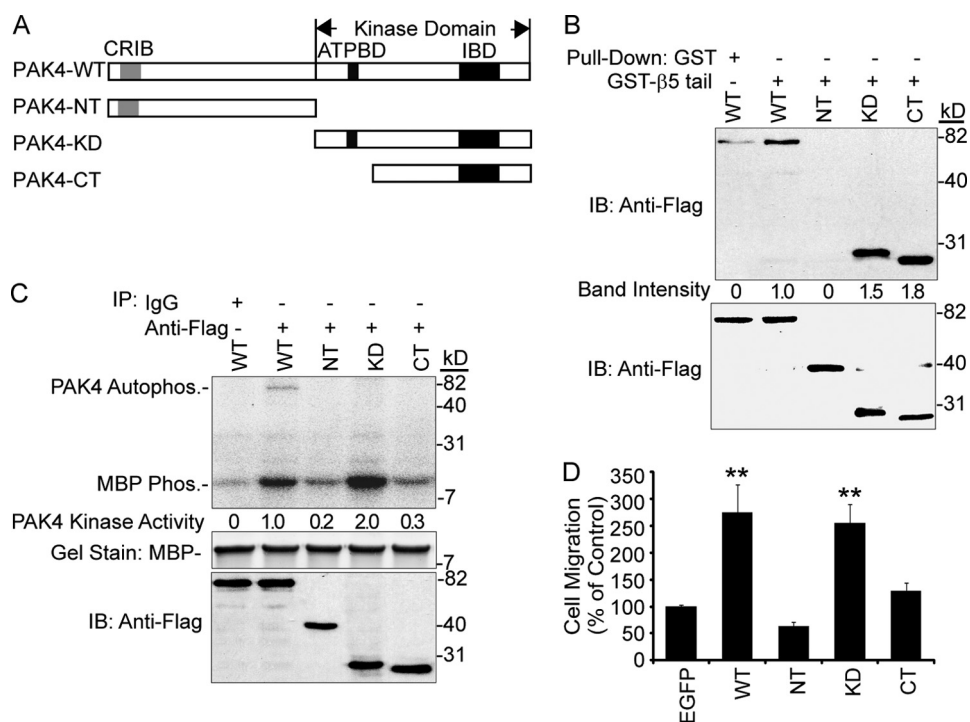 A
Kinase Domain
CRIB
ATPBD
IBD
PAK4-WT
PAK4-NT
PAK4-KD
PAK4-CT
B
Pull-Down: GST + - - - -
GST-β5 tail - + + + +
WT WT NT KD CT kD
-82
-40
IB: Anti-Flag
-31
Band Intensity 0 1.0 0 1.5 1.8
-82
IB: Anti-Flag
-40
-31
C
IP: IgG + - - - -
Anti-Flag - + + + +
WT WT NT KD CT kD
PAK4 Autophos.- -82
-40
-31
MBP Phos.-
-7
PAK4 Kinase Activity 0 1.0 0.2 2.0 0.3
Gel Stain: MBP-
-7
-82
IB: Anti-Flag -40
-31
D
Cell Migration
(% of Control)
350
300
250
200
150
100
50
0
**
**
EGFP
WT
NT
KD
CT